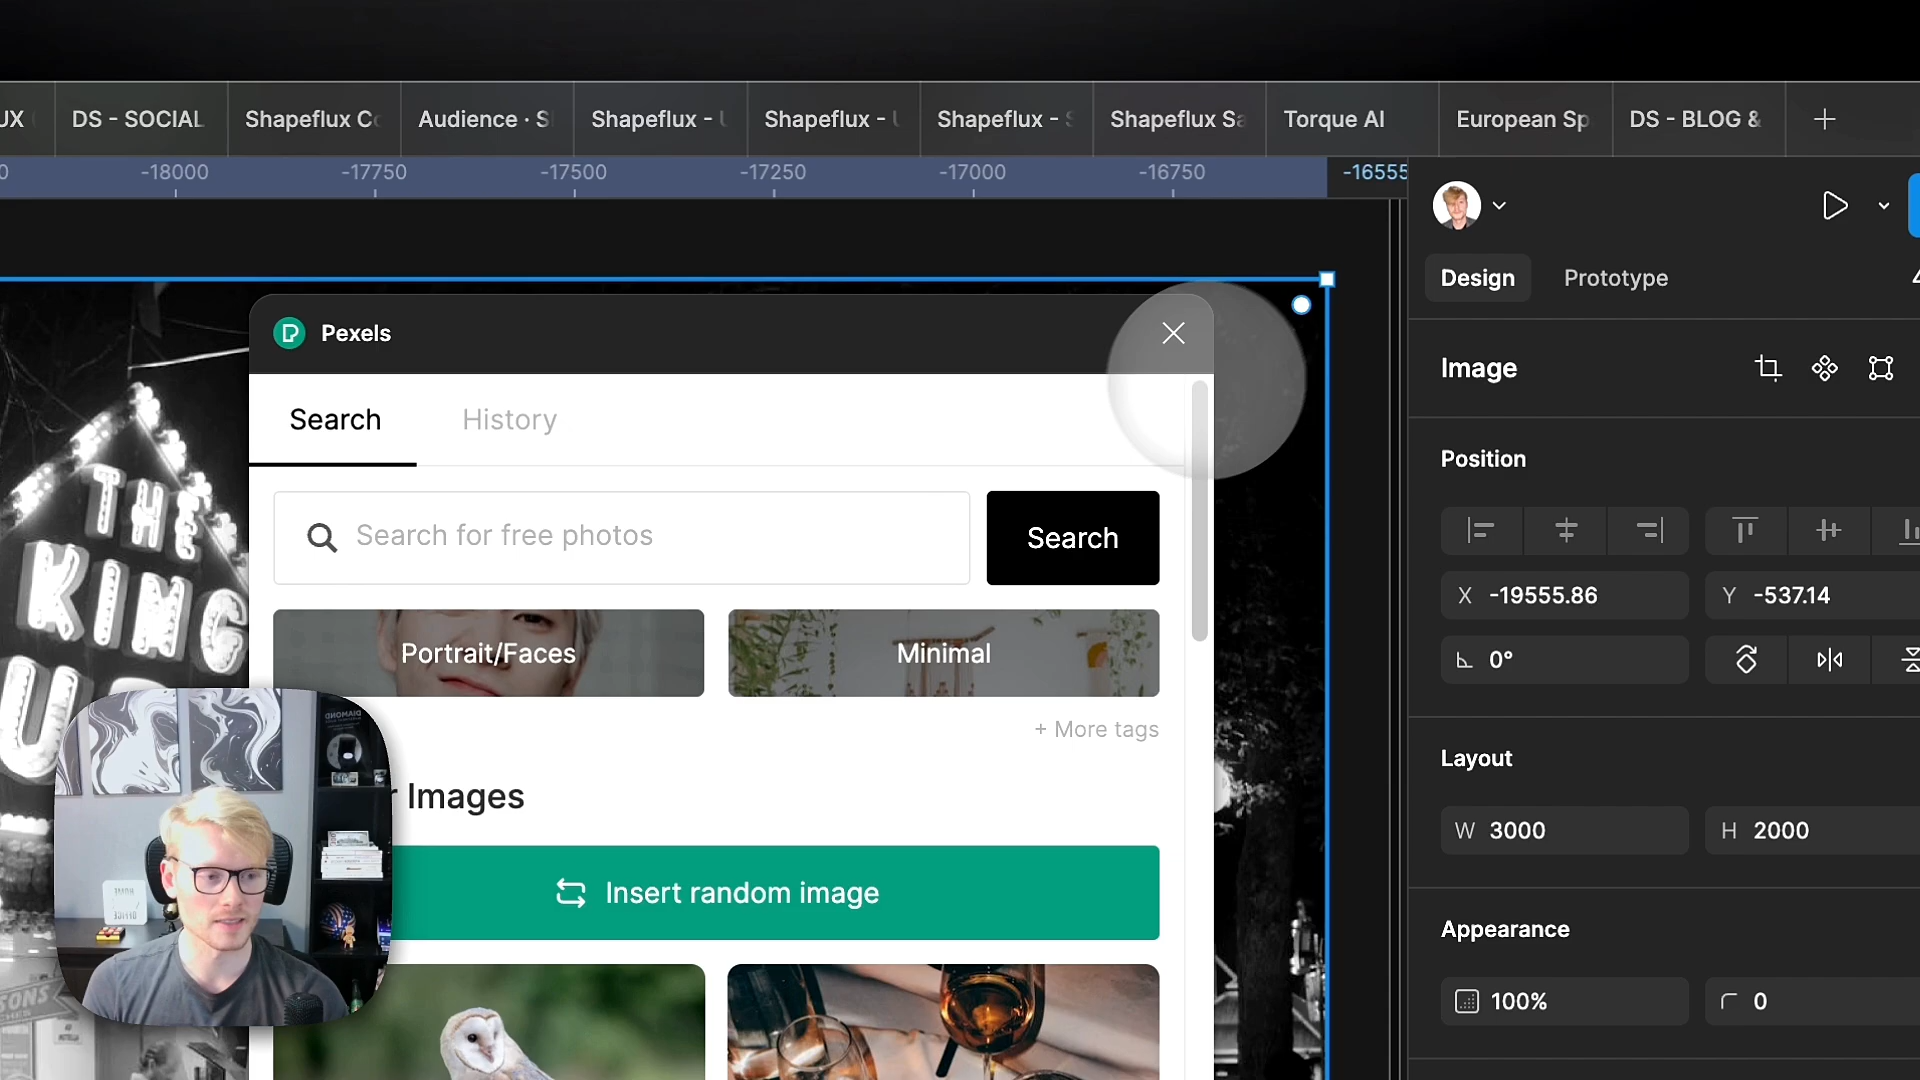 UX
DS - SOCIAL
Shapeflux Co
Audience · S
Shapeflux -
Shapeflux -
Shapeflux - S
Shapeflux Sa
Torque AI
European Sp
DS - BLOG &
-18000
-17750
-17500
-17250
-17000
-16750
-16555
Pexels
Design
Prototype
Image
Search
History
Position
THE
KING
Search for free photos
Search
X -19555.86
Y -537.14
Portrait/Faces
Minimal
0°
+ More tags
Layout
Images
W 3000
H 2000
Insert random image
Appearance
100%
0
SONS